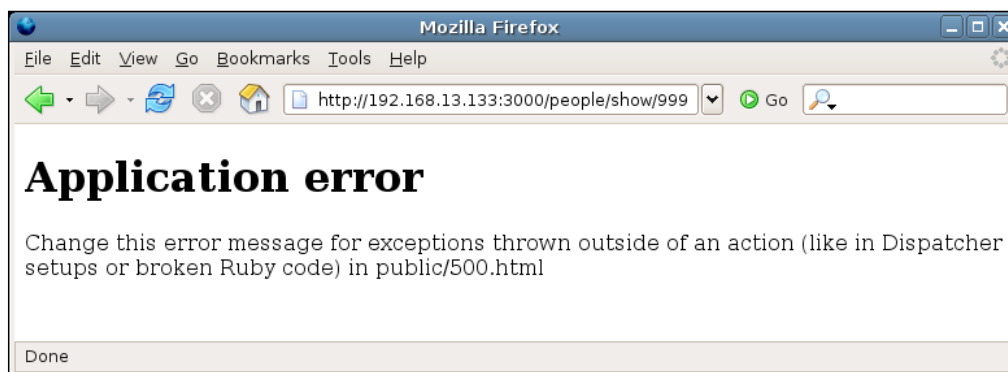 Mozilla Firefox
File Edit View Go Bookmarks Tools Help
http://192.168.13.133:3000/people/show/999 Go
Application error
Change this error message for exceptions thrown outside of an action (like in Dispatcher
setups or broken Ruby code) in public/500.html
Done